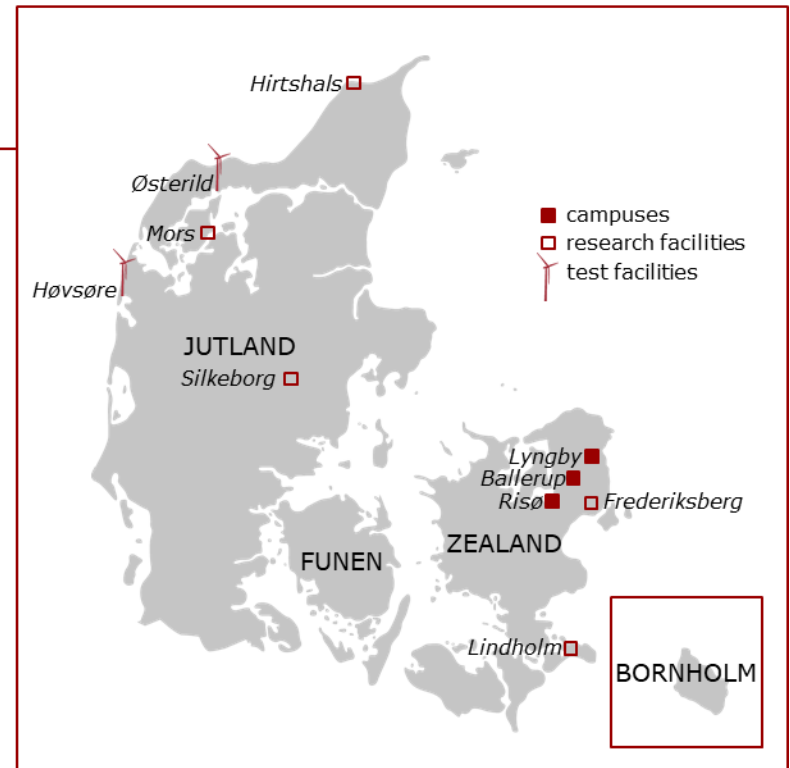 Hirtshals
Østerild
campuses
Mors
research facilities
test facilities
Høvsøre
JUTLAND
Silkeborg
Lyngby
Ballerup
Risø
Frederiksberg
ZEALAND
FUNEN
Lindholm
BORNHOLM